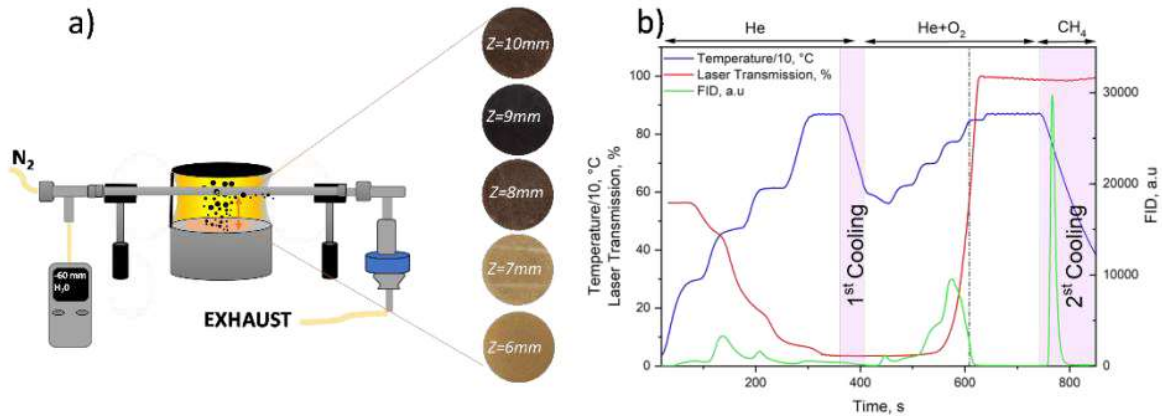 a)
Z=10mm
Z=9mm
Z=8mm
Z=7mm
Z=6mm
N2
-60 mm
H20
EXHAUST
b)
He
He+O2
CH4
Temperature/10, °C
Laser Transmission, %
FID, a.u
100
80
60
40
20
0
30000
20000
10000
0
Temperature/10, °C
Laser Transmission, %
FID, a.u
1st Cooling
2st Cooling
200
400
600
800
Time, s